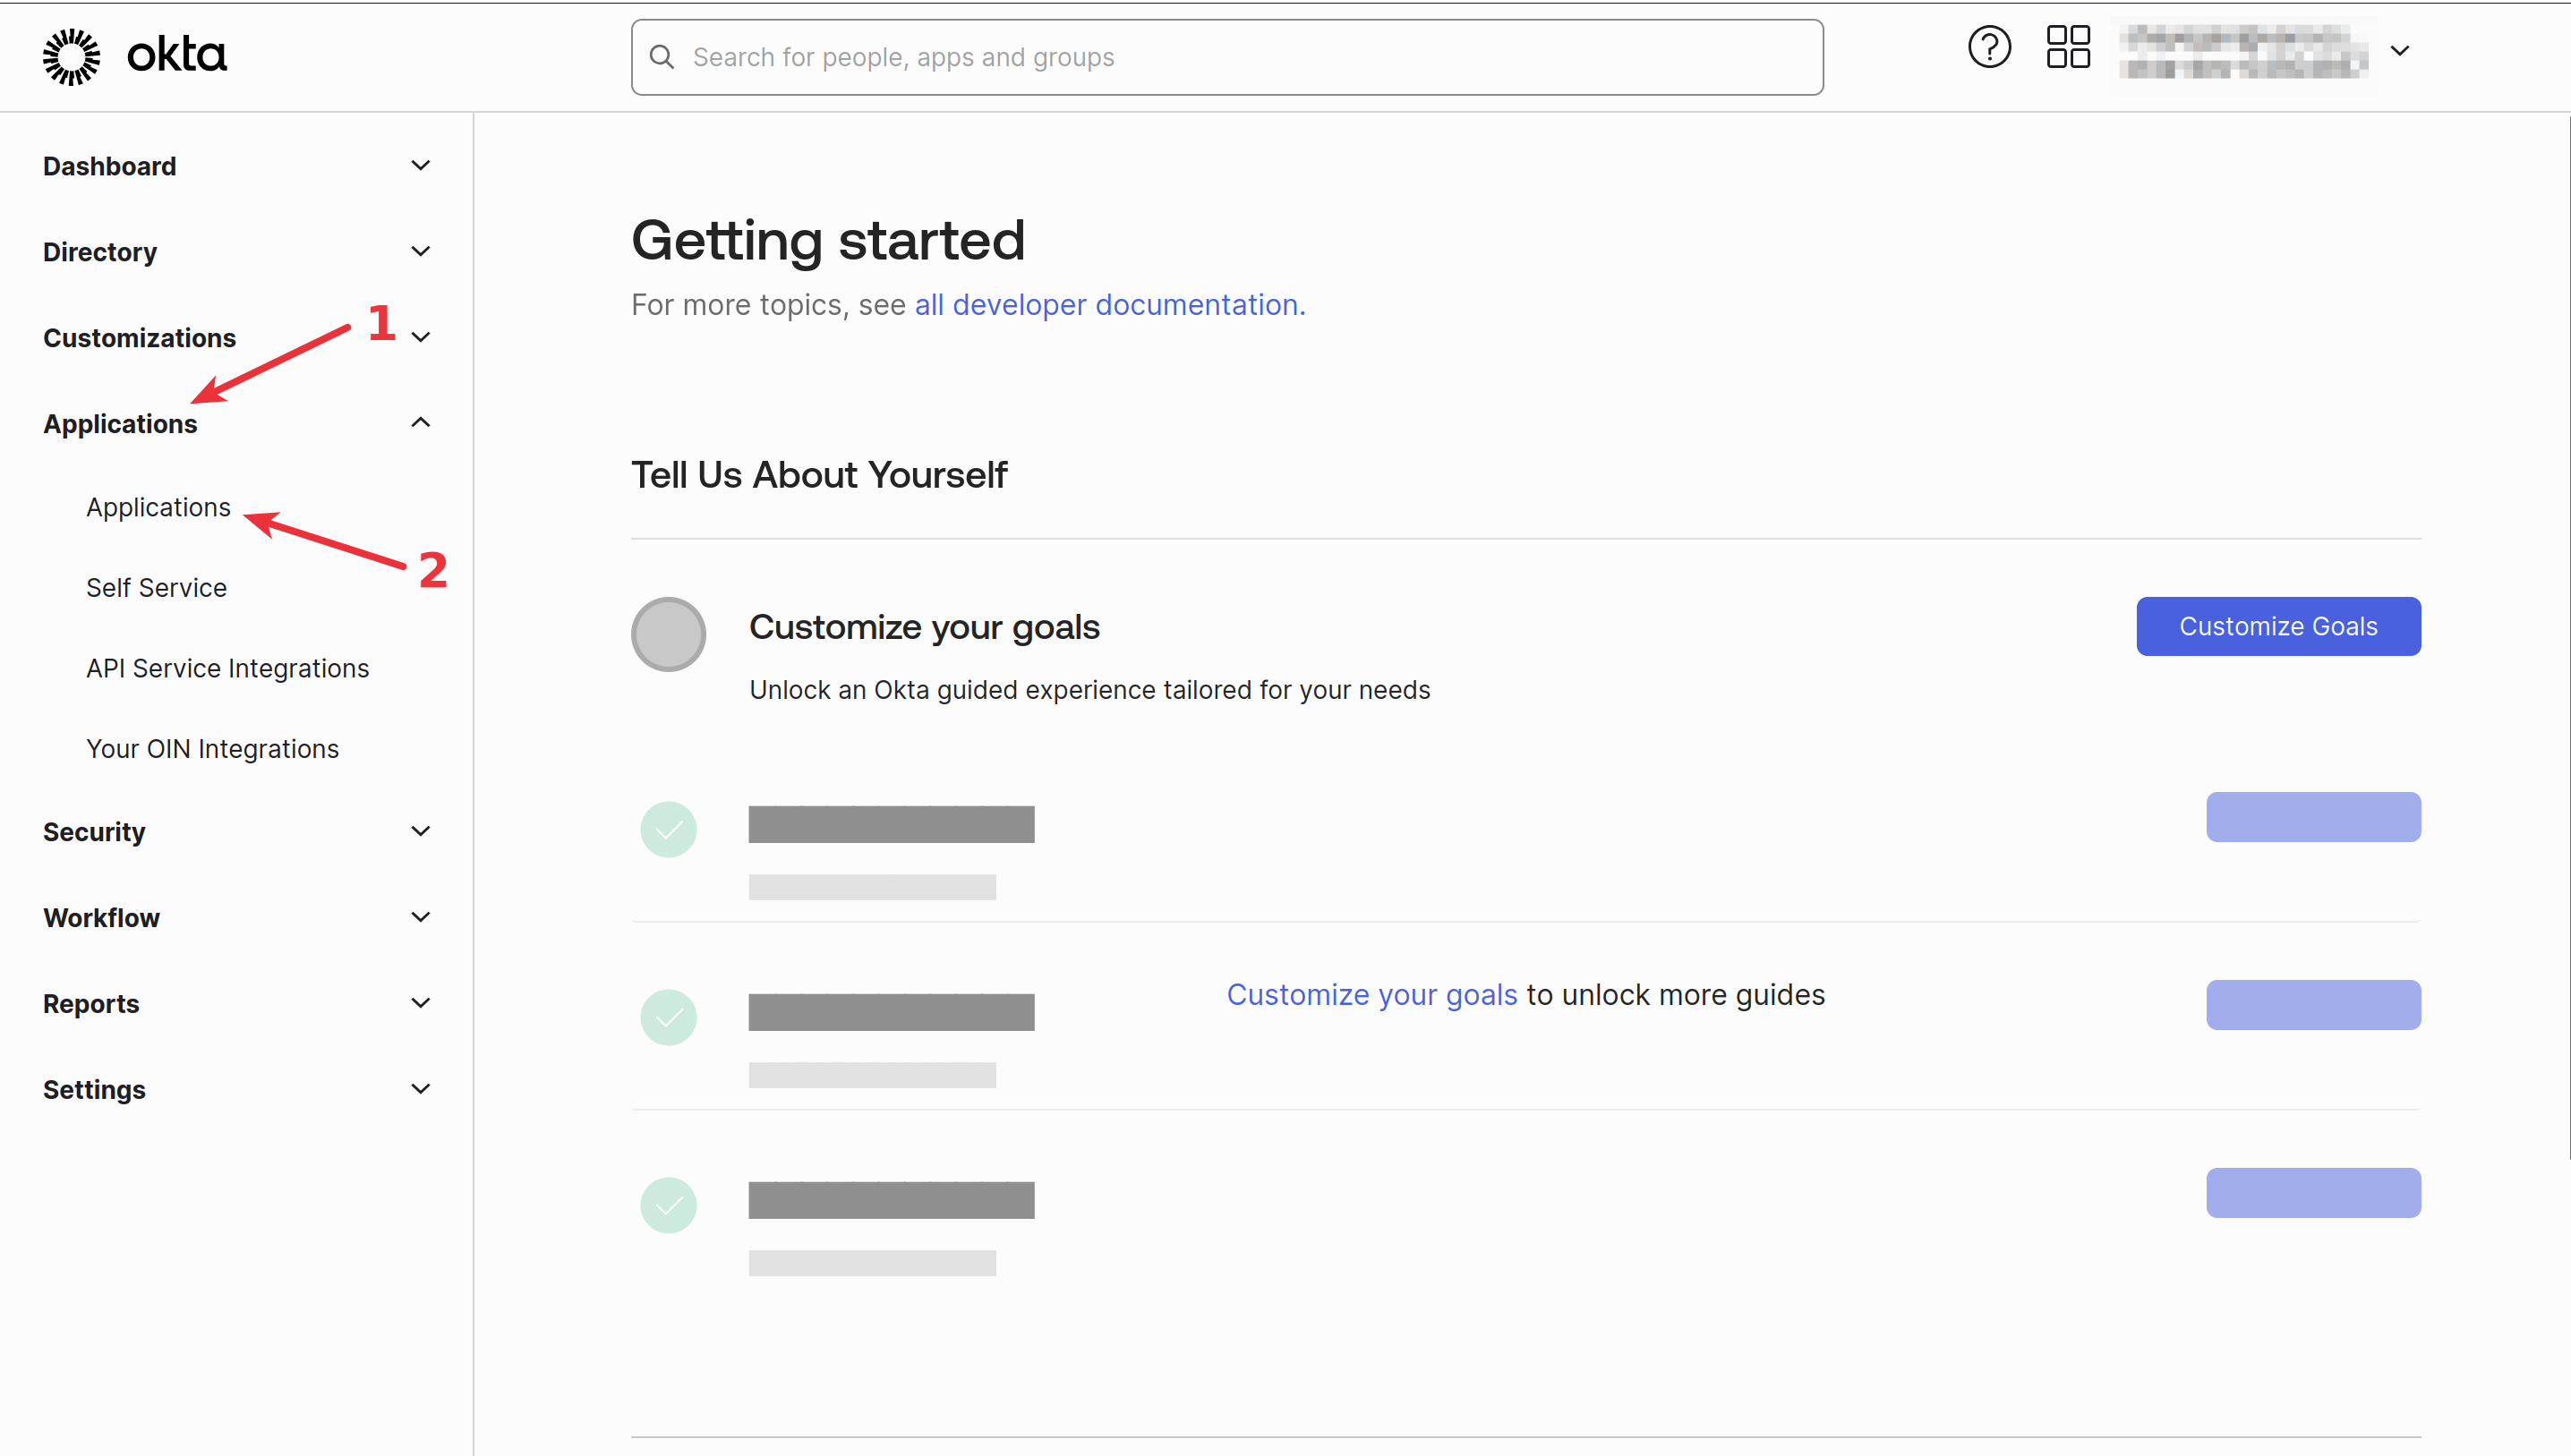 okta
Search for people, apps and groups
Dashboard
Directory
Customizations
1
Applications
Applications
2
Self Service
API Service Integrations
Your OIN Integrations
Security
Workflow
Reports
Settings
Getting started
For more topics, see all developer documentation.
Tell Us About Yourself
Customize your goals
Customize Goals
Unlock an Okta guided experience tailored for your needs
Customize your goals to unlock more guides